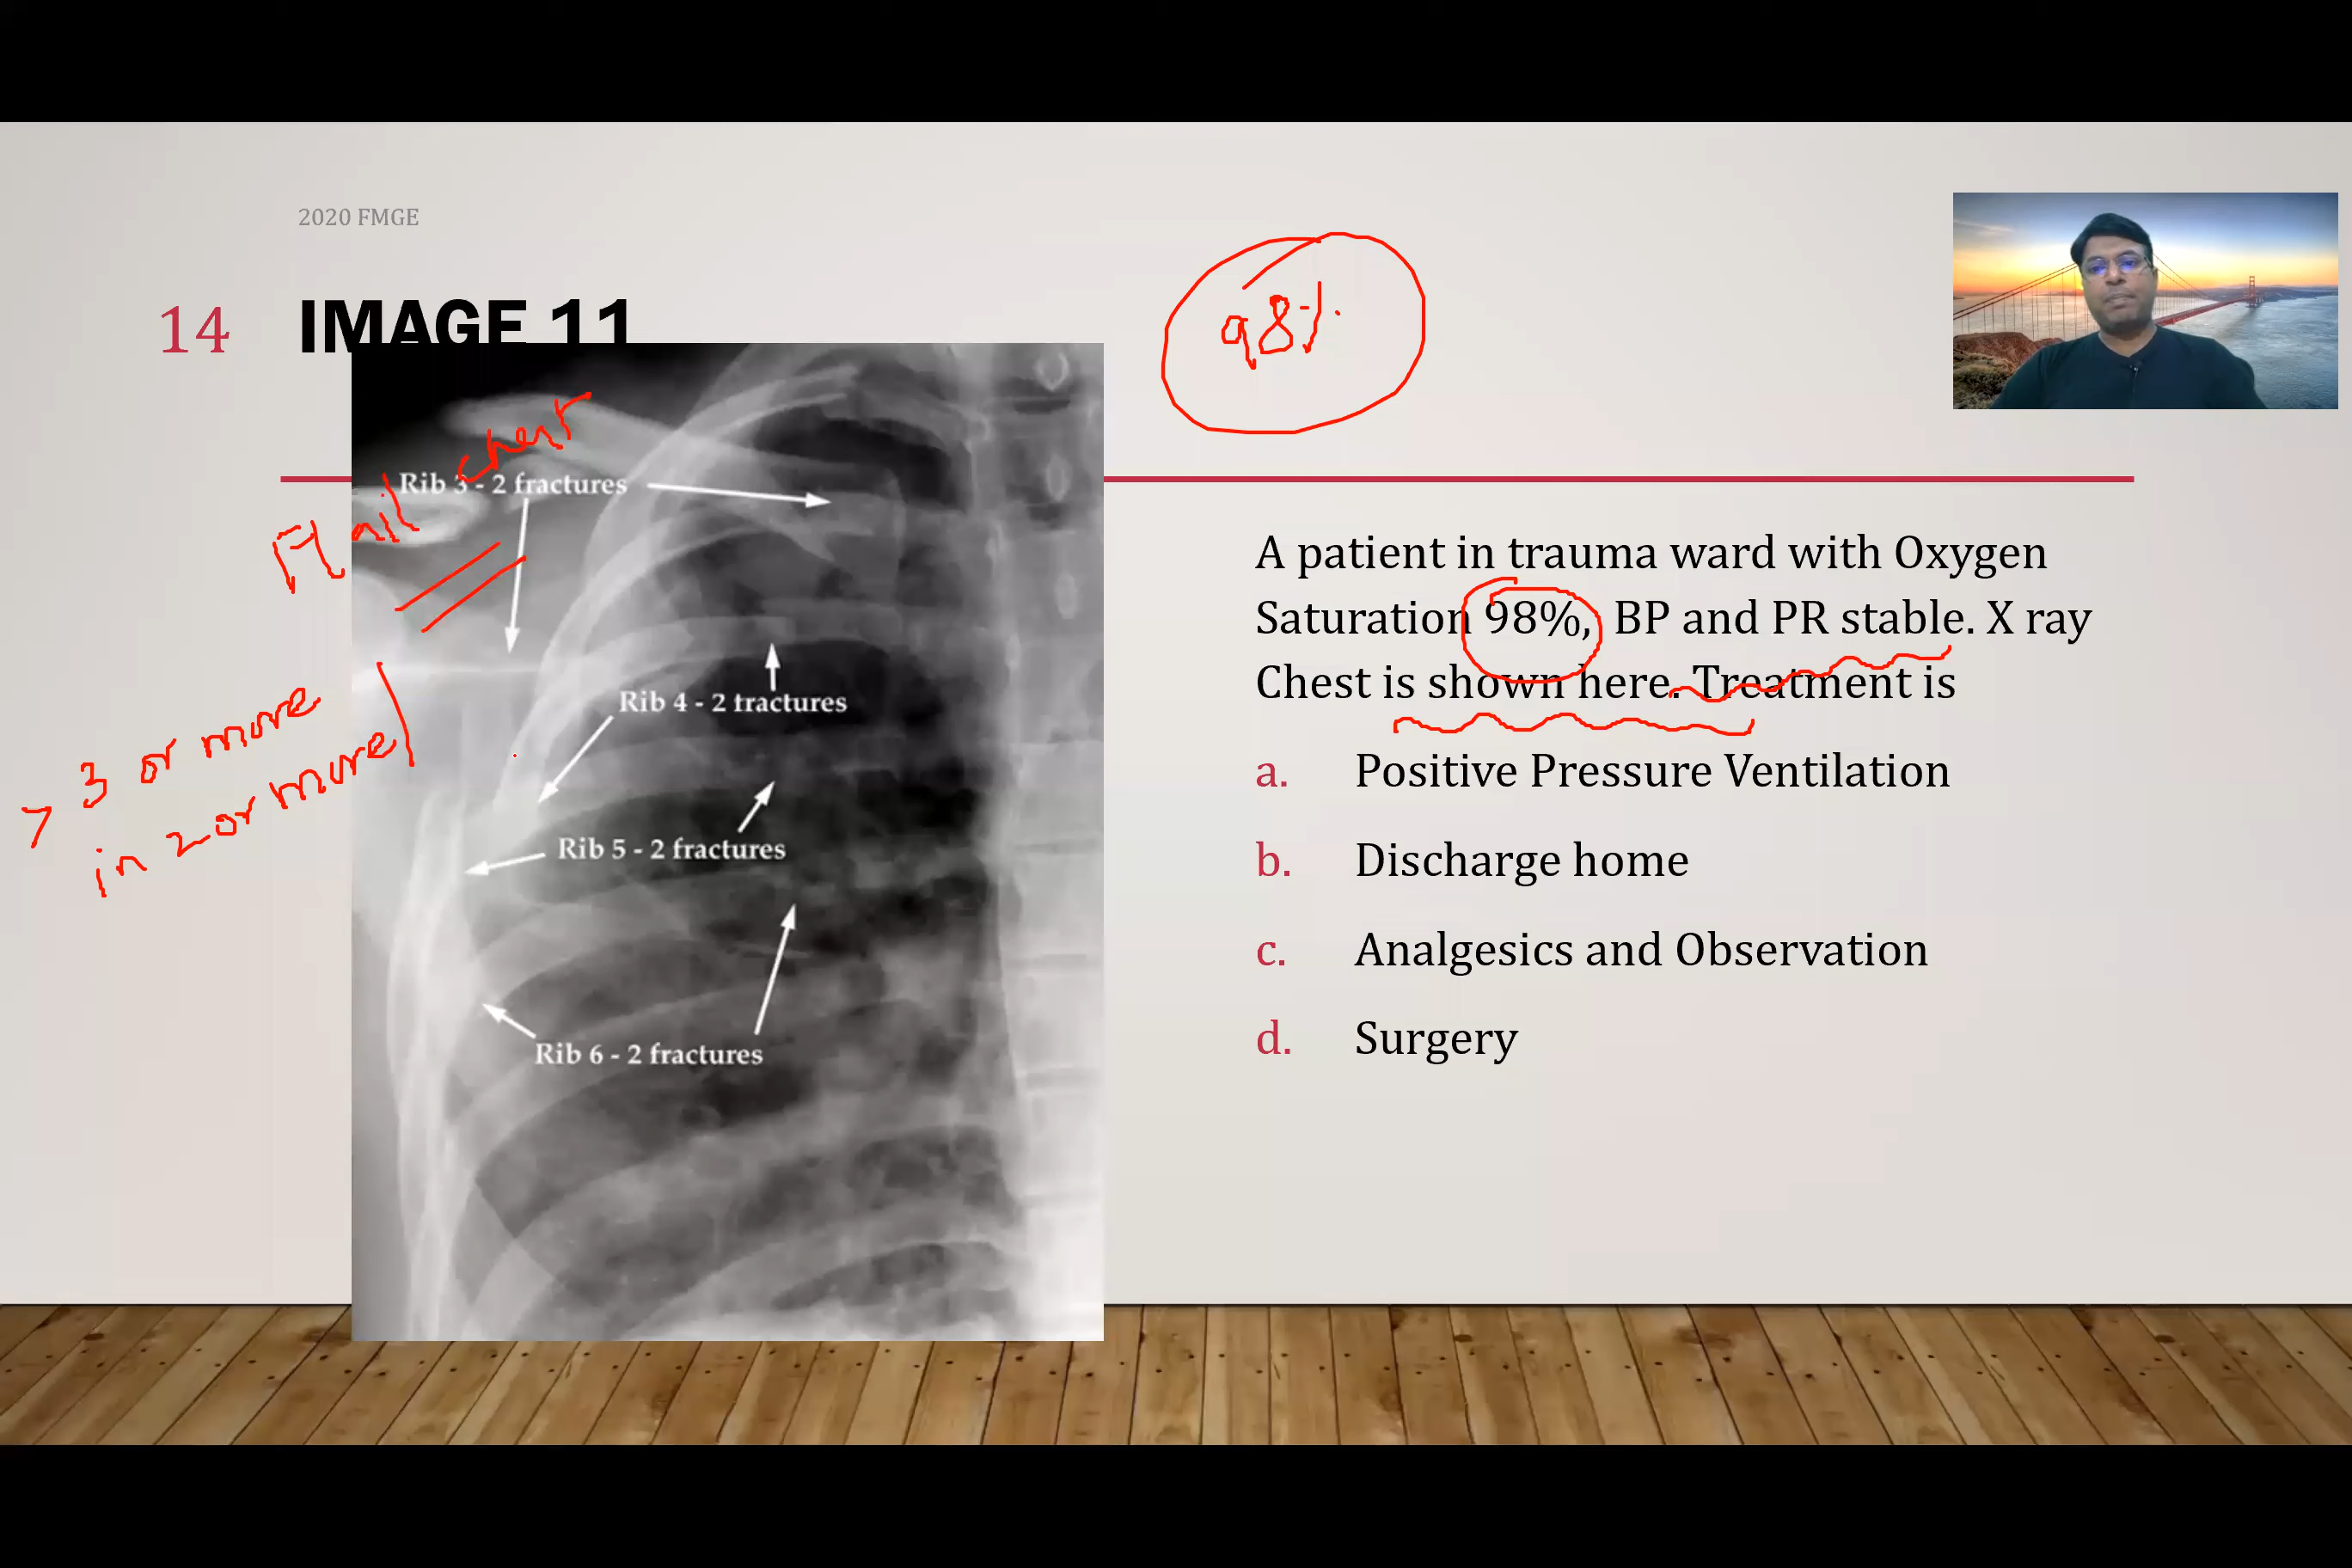 2020 FMGE
14 IMAGE 11
98%.
Flail chest
Rib 3 - 2 fractures
> 3 or more
in 2 or more
Rib 4 - 2 fractures
Rib 5 - 2 fractures
Rib 6 - 2 fractures
A patient in trauma ward with Oxygen
Saturation 98%, BP and PR stable. X ray
Chest is shown here. Treatment is
a. Positive Pressure Ventilation
b. Discharge home
c. Analgesics and Observation
d. Surgery